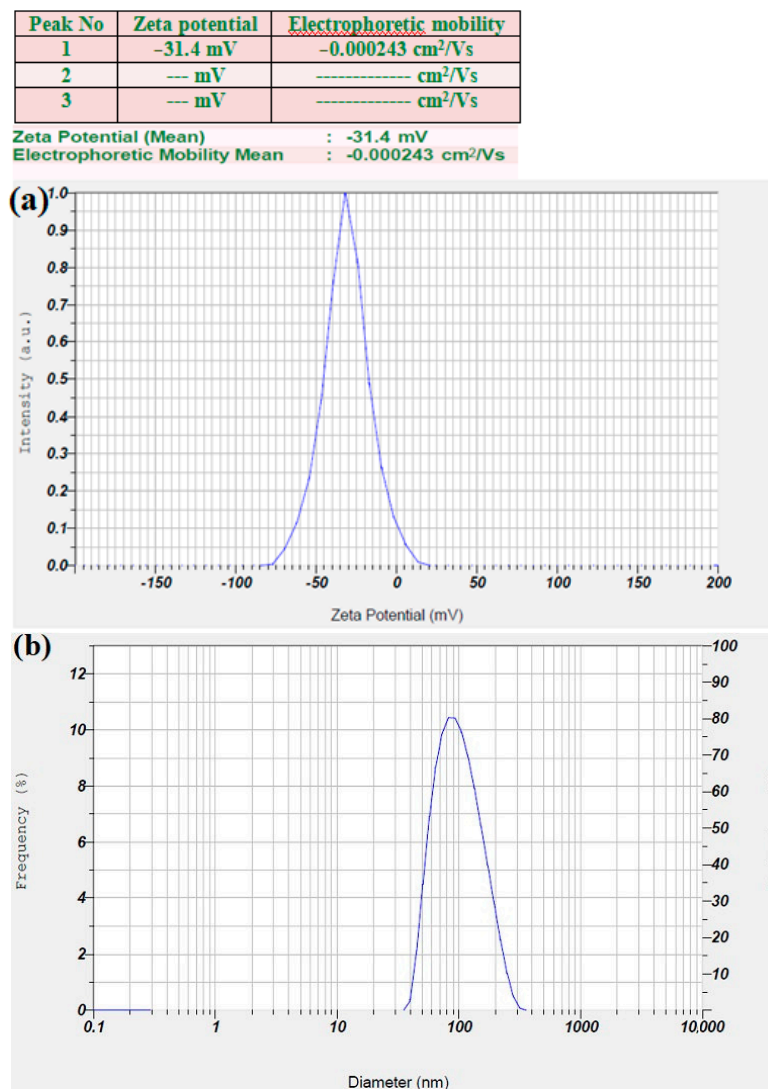 Peak No Zeta potential Electrophoretic mobility
1 −31.4 mV −0.000243 cm²/Vs
2 --- mV ------------- cm²/Vs
3 --- mV ------------- cm²/Vs
Zeta Potential (Mean) : -31.4 mV
Electrophoretic Mobility Mean : -0.000243 cm²/Vs
(a)
1.0
0.9
0.8
0.7
0.6
0.5
0.4
0.3
0.2
0.1
0.0
Intensity (a.u.)
-150 -100 -50 0 50 100 150 200
Zeta Potential (mV)
(b)
12
10
8
6
4
2
0
Frequency (%)
100
90
80
70
60
50
40
30
20
10
0.1 1 10 100 1000 10,000
Diameter (nm)